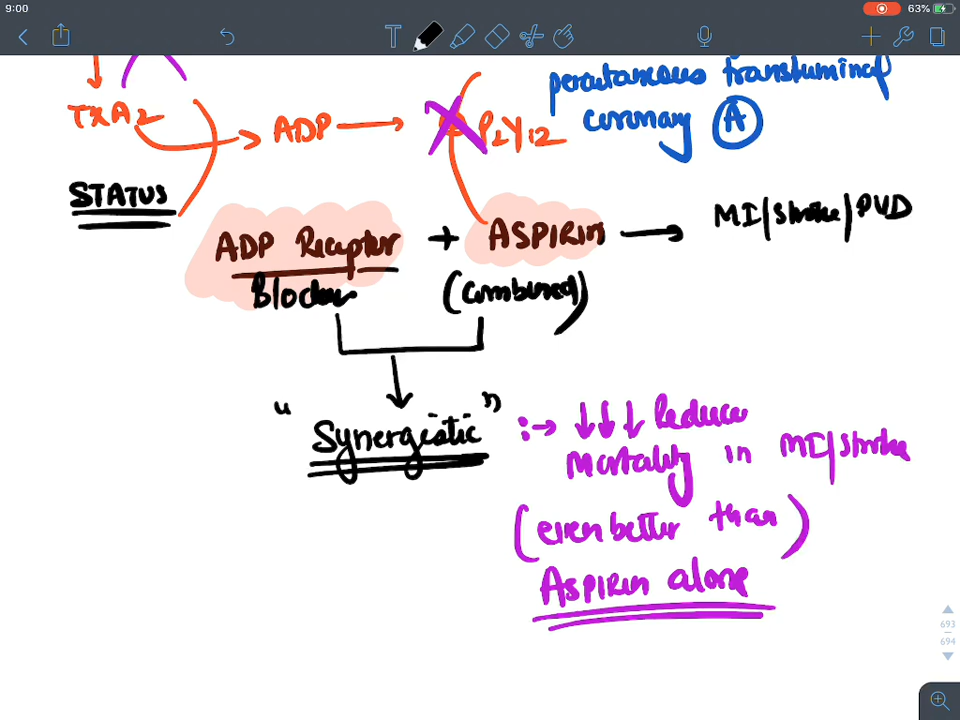 9:00
63%
percutaneous transluminal
coronary A
TXA2
ADP
P2Y12
STATUS
ADP Receptor + ASPIRIN
MI/Stroke/PVD
Blocker (Combined)
"Synergistic"
:→ ↓↓↓ Reduce
Mortality in MI/Stroke
(even better than)
ASPIRIN alone
693
694